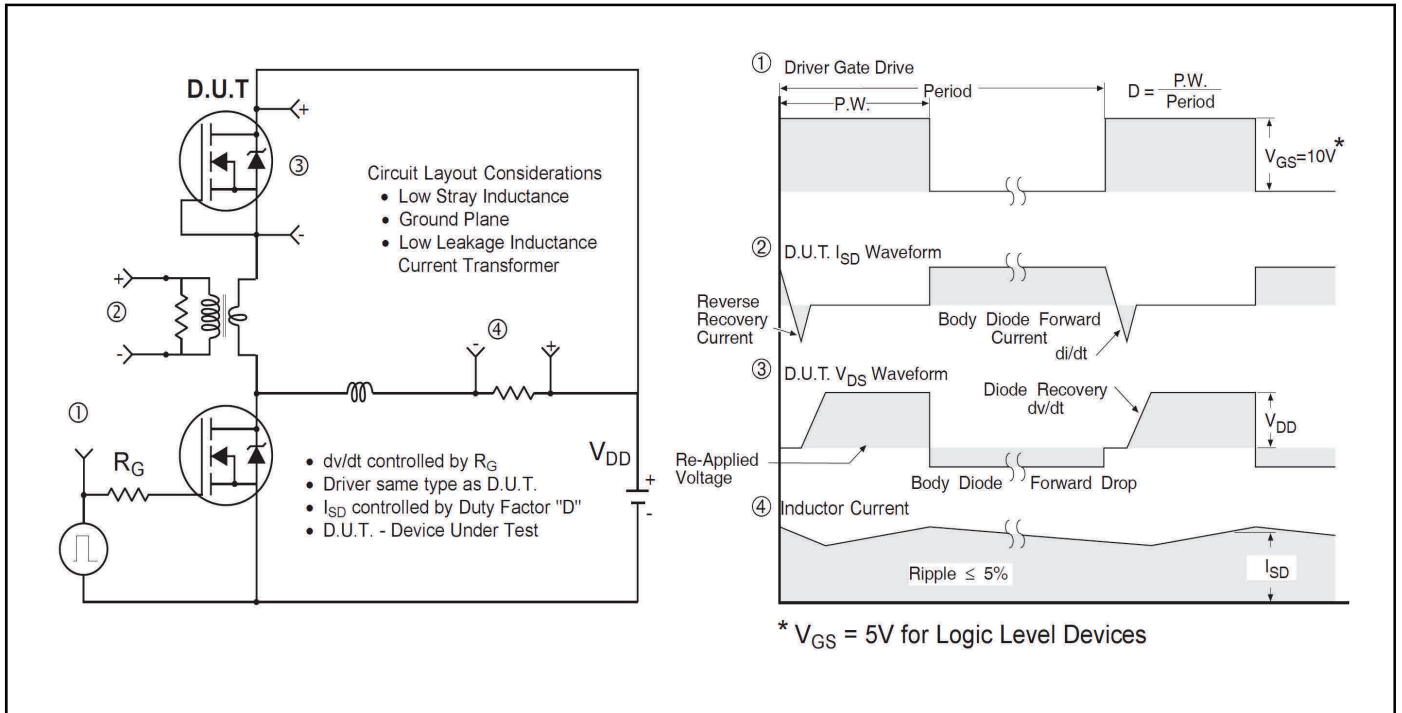 D.U.T
+
③
-
Circuit Layout Considerations
• Low Stray Inductance
• Ground Plane
• Low Leakage Inductance
Current Transformer
+
②
-
④
-
+
①
R_G
• dv/dt controlled by R_G
• Driver same type as D.U.T.
• I_SD controlled by Duty Factor "D"
• D.U.T. - Device Under Test
V_DD
+
-
① Driver Gate Drive
Period
P.W.
D = P.W.
Period
V_GS=10V*
② D.U.T. I_SD Waveform
Reverse
Recovery
Current
Body Diode Forward
Current
di/dt
③ D.U.T. V_DS Waveform
Diode Recovery
dv/dt
V_DD
Re-Applied
Voltage
Body Diode Forward Drop
④ Inductor Current
Ripple ≤ 5%
I_SD
* V_GS = 5V for Logic Level Devices